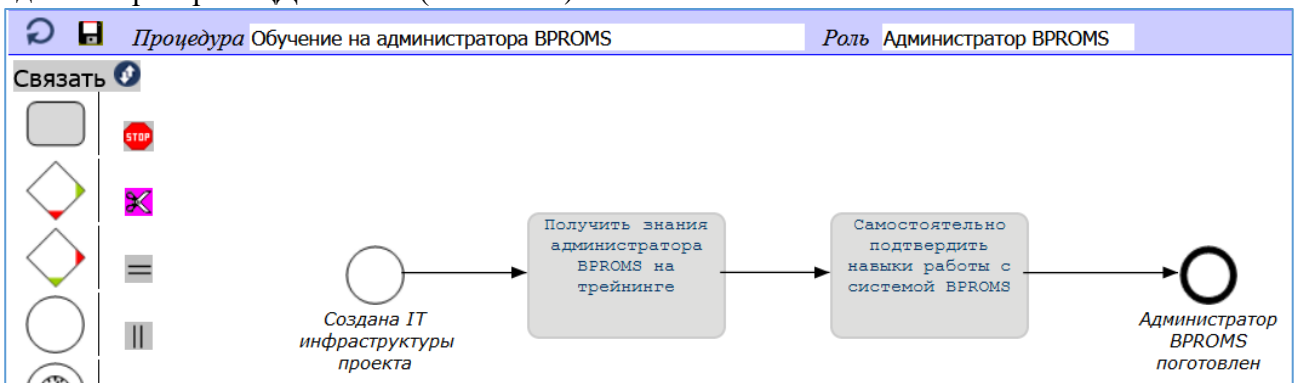 Процедура Обучение на администратора BPROMS Роль Администратор BPROMS
Связать
STOP
Получить знания
администратора
BPROMS на
трейнинге
Самостоятельно
подтвердить
навыки работы с
системой BPROMS
Создана IT
инфраструктуры
проекта
Администратор
BPROMS
поготовлен